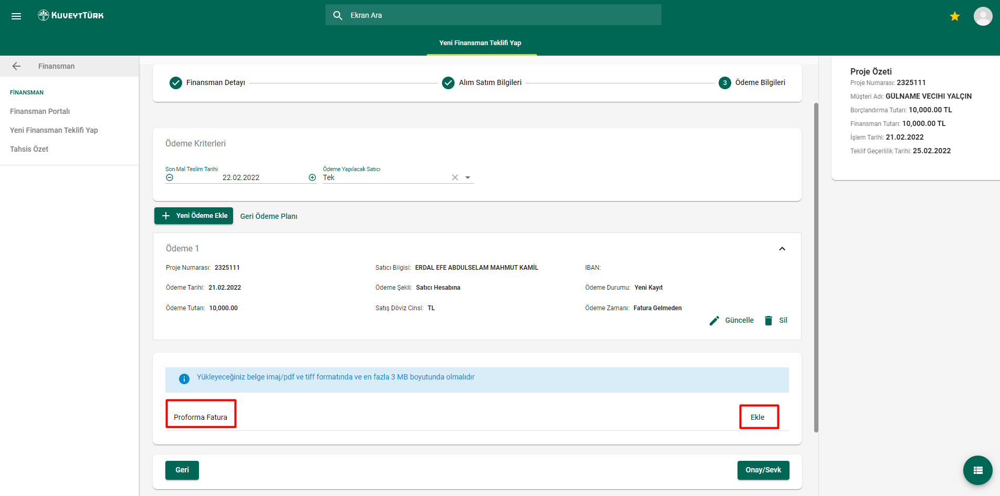 KUVEYTTÜRK
Ekran Ara
Yeni Finansman Teklifi Yap
Finansman
FİNANSMAN
Finansman Portalı
Yeni Finansman Teklifi Yap
Tahsis Özet
Finansman Detayı
Alım Satım Bilgileri
3 Ödeme Bilgileri
Ödeme Kriterleri
Son Mal Teslim Tarihi
22.02.2022
Ödeme Yapılacak Satıcı
Tek
Yeni Ödeme Ekle
Geri Ödeme Planı
Ödeme 1
Proje Numarası: 2325111
Satıcı Bilgisi: ERDAL EFE ABDULSELAM MAHMUT KAMİL
IBAN:
Ödeme Tarihi: 21.02.2022
Ödeme Şekli: Satıcı Hesabına
Ödeme Durumu: Yeni Kayıt
Ödeme Tutarı: 10,000.00
Satış Döviz Cinsi: TL
Ödeme Zamanı: Fatura Gelmeden
Güncelle
Sil
Yükleyeceğiniz belge imaj/pdf ve tiff formatında ve en fazla 3 MB boyutunda olmalıdır
Proforma Fatura
Ekle
Geri
Onay/Sevk
Proje Özeti
Proje Numarası: 2325111
Müşteri Adı: GÜLNAME VECIHI YALÇIN
Borçlandırma Tutarı: 10,000.00 TL
Finansman Tutarı: 10,000.00 TL
İşlem Tarihi: 21.02.2022
Teklif Geçerlilik Tarihi: 25.02.2022